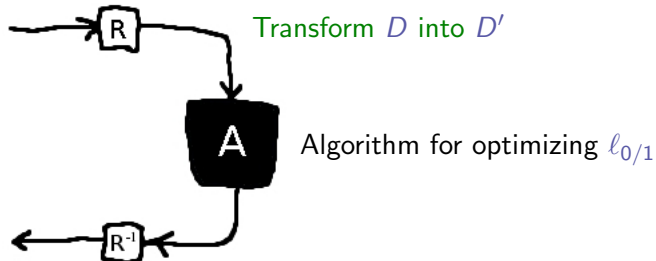 R
Transform D into D′
A
Algorithm for optimizing ℓ₀/₁
R⁻¹